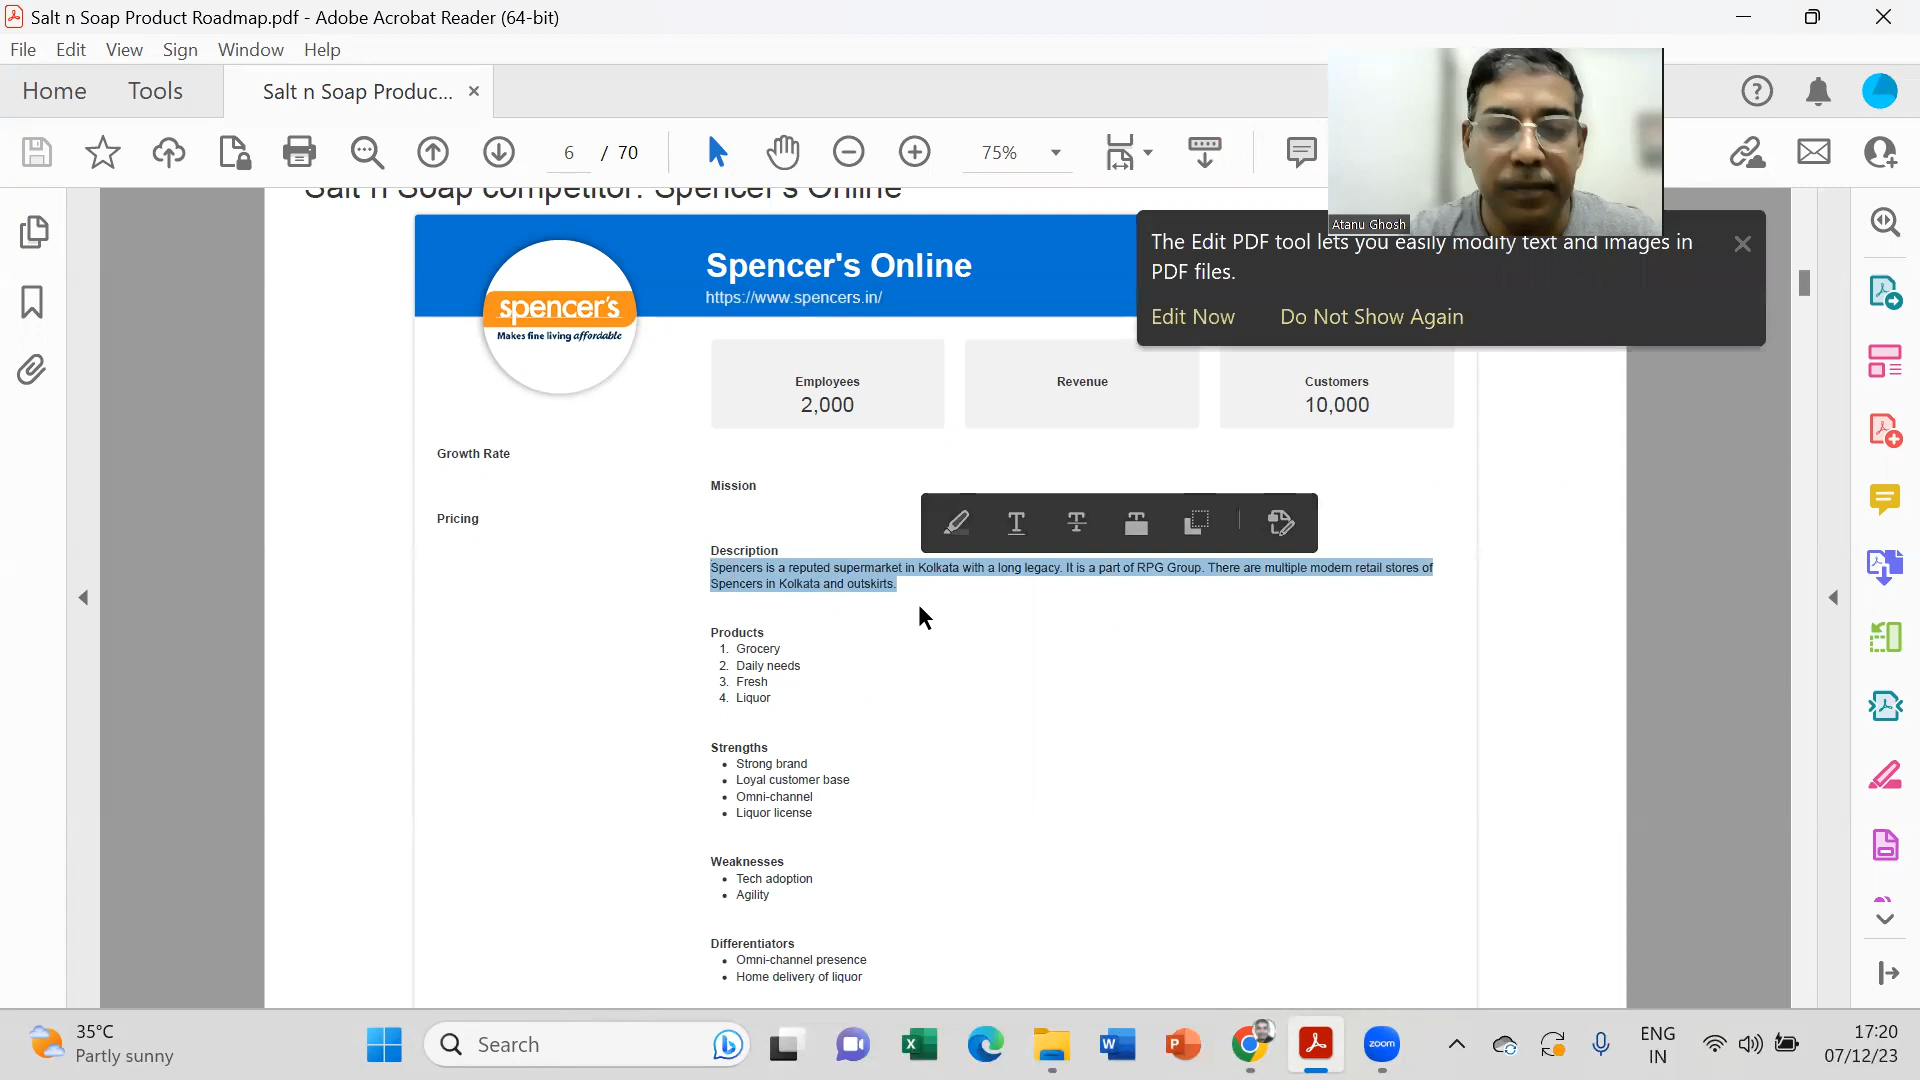 Salt n Soap Product Roadmap.pdf - Adobe Acrobat Reader (64-bit)
File Edit View Sign Window Help
Home Tools Salt n Soap Produc...
6 / 70 75%
Atanu Ghosh
Salt n Soap competitor: Spencer's Online
The Edit PDF tool lets you easily modify text and images in
PDF files.
Edit Now Do Not Show Again
Spencer's Online
https://www.spencers.in/
spencer's
Makes fine living affordable
Employees
2,000
Revenue
Customers
10,000
Growth Rate
Pricing
Mission
Description
Spencers is a reputed supermarket in Kolkata with a long legacy. It is a part of RPG Group. There are multiple modern retail stores of
Spencers in Kolkata and outskirts.
Products
1. Grocery
2. Daily needs
3. Fresh
4. Liquor
Strengths
• Strong brand
• Loyal customer base
• Omni-channel
• Liquor license
Weaknesses
• Tech adoption
• Agility
Differentiators
• Omni-channel presence
• Home delivery of liquor
35°C
Partly sunny
Search
zoom
ENG
IN
17:20
07/12/23